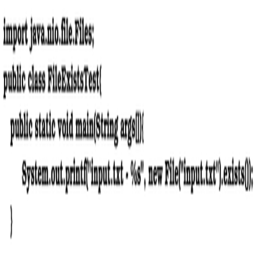 import java.nio.file.Files;
public class FileExistsTest{
public static void main(String args[]){
System.out.printf("input.txt - %s", new File("input.txt").exists());
}